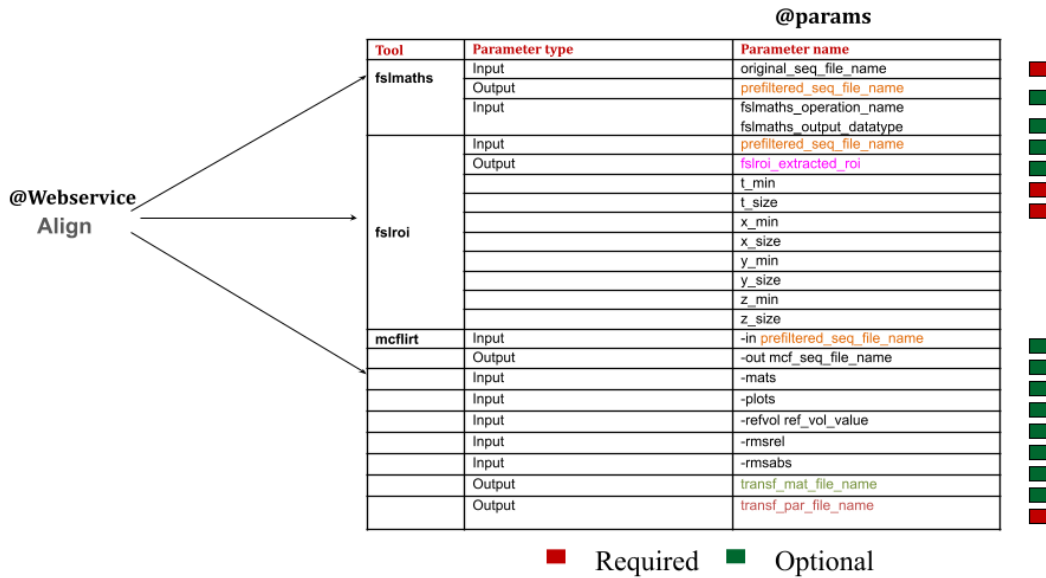 @params
Tool Parameter type Parameter name
fslmaths Input original_seq_file_name
Output prefiltered_seq_file_name
Input fslmaths_operation_name
fslmaths_output_datatype
Input prefiltered_seq_file_name
Output fslroi_extracted_roi
t_min
t_size
@Webservice
Align
fslroi
x_min
x_size
y_min
y_size
z_min
z_size
mcflirt Input -in prefiltered_seq_file_name
Output -out mcf_seq_file_name
Input -mats
Input -plots
Input -refvol ref_vol_value
Input -rmsrel
Input -rmsabs
Output transf_mat_file_name
Output transf_par_file_name
Required Optional